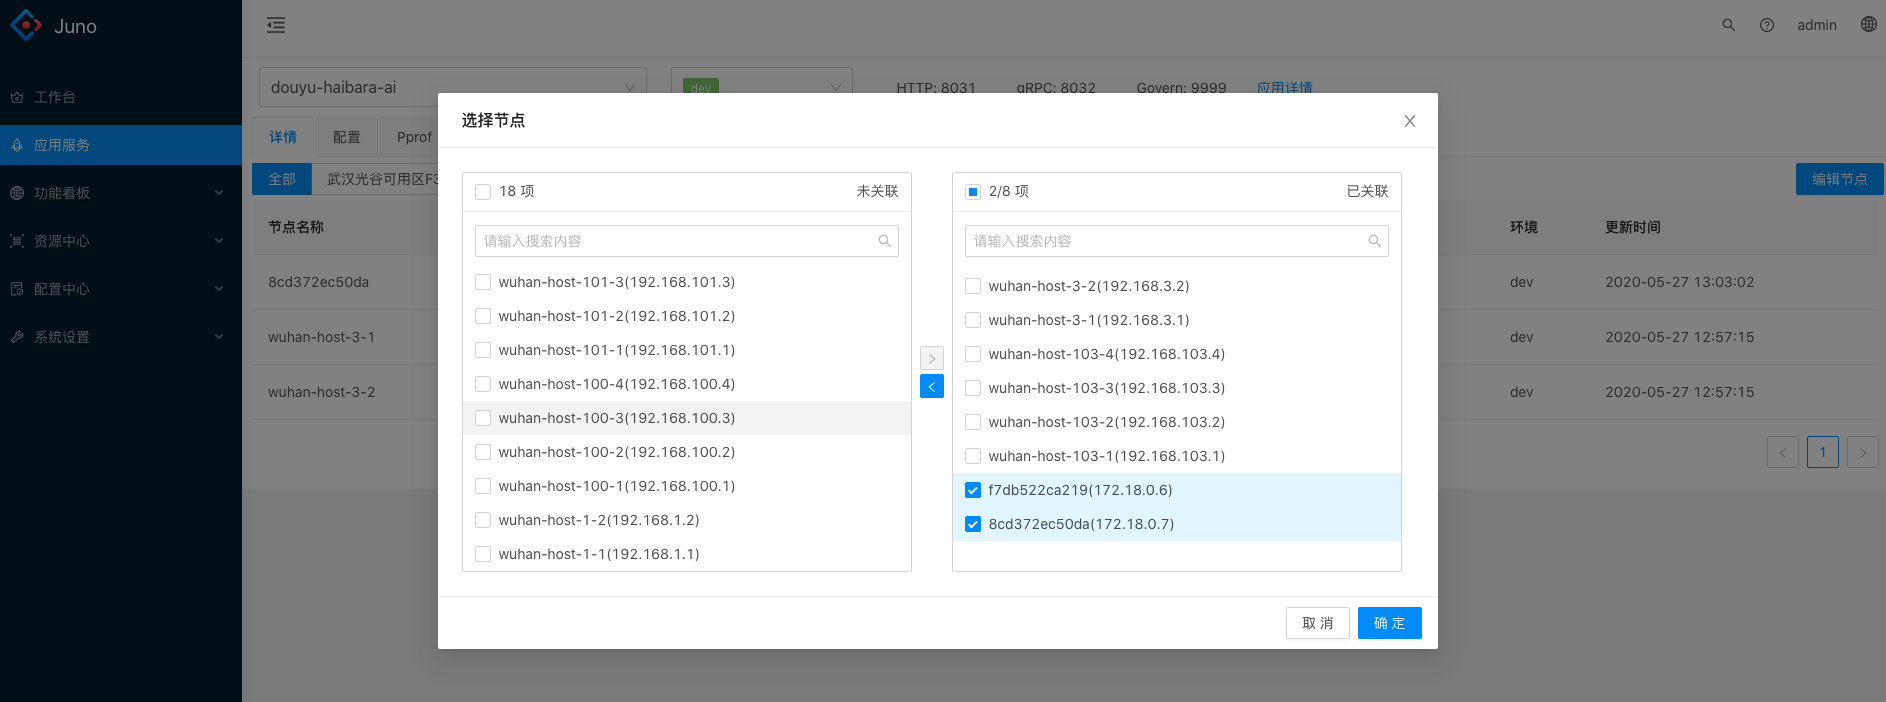 Juno
admin
工作台
应用服务
功能看板
资源中心
配置中心
系统设置
douyu-haibara-ai
dev
HTTP: 8031
gRPC: 8032
Govern: 9999
应用详情
详情
配置
Pprof
全部
编辑节点
节点名称
环境
更新时间
8cd372ec50da
dev
2020-05-27 13:03:02
wuhan-host-3-1
dev
2020-05-27 12:57:15
wuhan-host-3-2
dev
2020-05-27 12:57:15
1
选择节点
18 项
未关联
请输入搜索内容
wuhan-host-101-3(192.168.101.3)
wuhan-host-101-2(192.168.101.2)
wuhan-host-101-1(192.168.101.1)
wuhan-host-100-4(192.168.100.4)
wuhan-host-100-3(192.168.100.3)
wuhan-host-100-2(192.168.100.2)
wuhan-host-100-1(192.168.100.1)
wuhan-host-1-2(192.168.1.2)
wuhan-host-1-1(192.168.1.1)
2/8 项
已关联
请输入搜索内容
wuhan-host-3-2(192.168.3.2)
wuhan-host-3-1(192.168.3.1)
wuhan-host-103-4(192.168.103.4)
wuhan-host-103-3(192.168.103.3)
wuhan-host-103-2(192.168.103.2)
wuhan-host-103-1(192.168.103.1)
f7db522ca219(172.18.0.6)
8cd372ec50da(172.18.0.7)
取 消
确 定